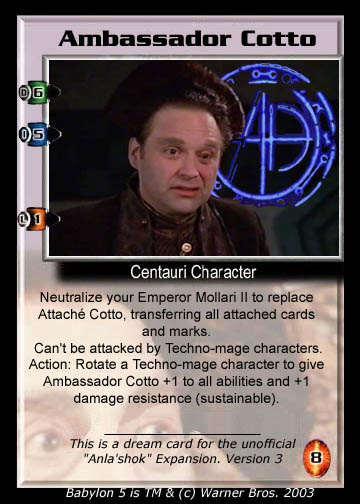 Ambassador Cotto
D 6
I 5
L 1
Centauri Character
Neutralize your Emperor Mollari II to replace
Attaché Cotto, transferring all attached cards
and marks.
Can't be attacked by Techno-mage characters.
Action: Rotate a Techno-mage character to give
Ambassador Cotto +1 to all abilities and +1
damage resistance (sustainable).
This is a dream card for the unofficial
"Anla'shok" Expansion. Version 3
8
Babylon 5 is TM & (c) Warner Bros. 2003